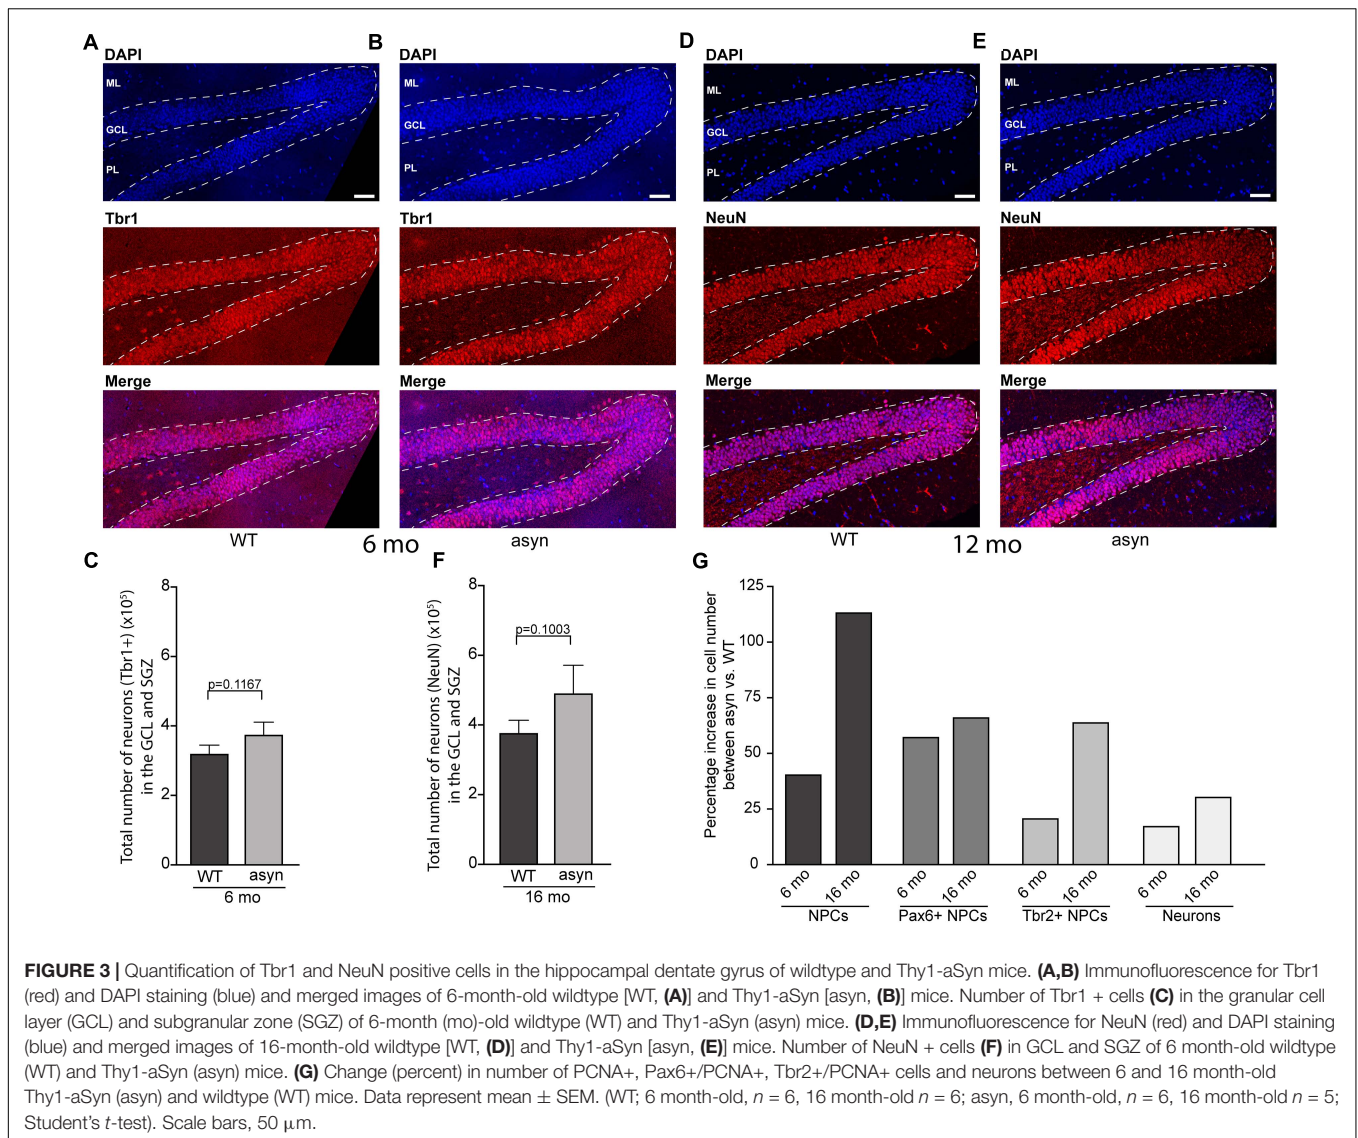 A
B
D
E
DAPI
DAPI
DAPI
DAPI
ML
GCL
PL
ML
GCL
PL
ML
GCL
PL
ML
GCL
PL
Tbr1
Tbr1
NeuN
NeuN
Merge
Merge
Merge
Merge
WT
6 mo
asyn
WT
12 mo
asyn
C
Total number of neurons (Tbr1+) (x10⁵)
in the GCL and SGZ
8
6
4
2
0
p=0.1167
WT
asyn
6 mo
F
Total number of neurons (NeuN) (x10⁵)
in the GCL and SGZ
8
6
4
2
0
p=0.1003
WT
asyn
16 mo
G
Percentage increase in cell number
between asyn vs. WT
125
100
75
50
25
0
6 mo
16 mo
6 mo
16 mo
6 mo
16 mo
6 mo
16 mo
NPCs
Pax6+ NPCs
Tbr2+ NPCs
Neurons
FIGURE 3 | Quantification of Tbr1 and NeuN positive cells in the hippocampal dentate gyrus of wildtype and Thy1-aSyn mice. (A,B) Immunofluorescence for Tbr1
(red) and DAPI staining (blue) and merged images of 6-month-old wildtype [WT, (A)] and Thy1-aSyn [asyn, (B)] mice. Number of Tbr1 + cells (C) in the granular cell
layer (GCL) and subgranular zone (SGZ) of 6-month (mo)-old wildtype (WT) and Thy1-aSyn (asyn) mice. (D,E) Immunofluorescence for NeuN (red) and DAPI staining
(blue) and merged images of 16-month-old wildtype [WT, (D)] and Thy1-aSyn [asyn, (E)] mice. Number of NeuN + cells (F) in GCL and SGZ of 6 month-old wildtype
(WT) and Thy1-aSyn (asyn) mice. (G) Change (percent) in number of PCNA+, Pax6+/PCNA+, Tbr2+/PCNA+ cells and neurons between 6 and 16 month-old
Thy1-aSyn (asyn) and wildtype (WT) mice. Data represent mean ± SEM. (WT; 6 month-old, n = 6, 16 month-old n = 6; asyn, 6 month-old, n = 6, 16 month-old n = 5;
Student's t-test). Scale bars, 50 μm.